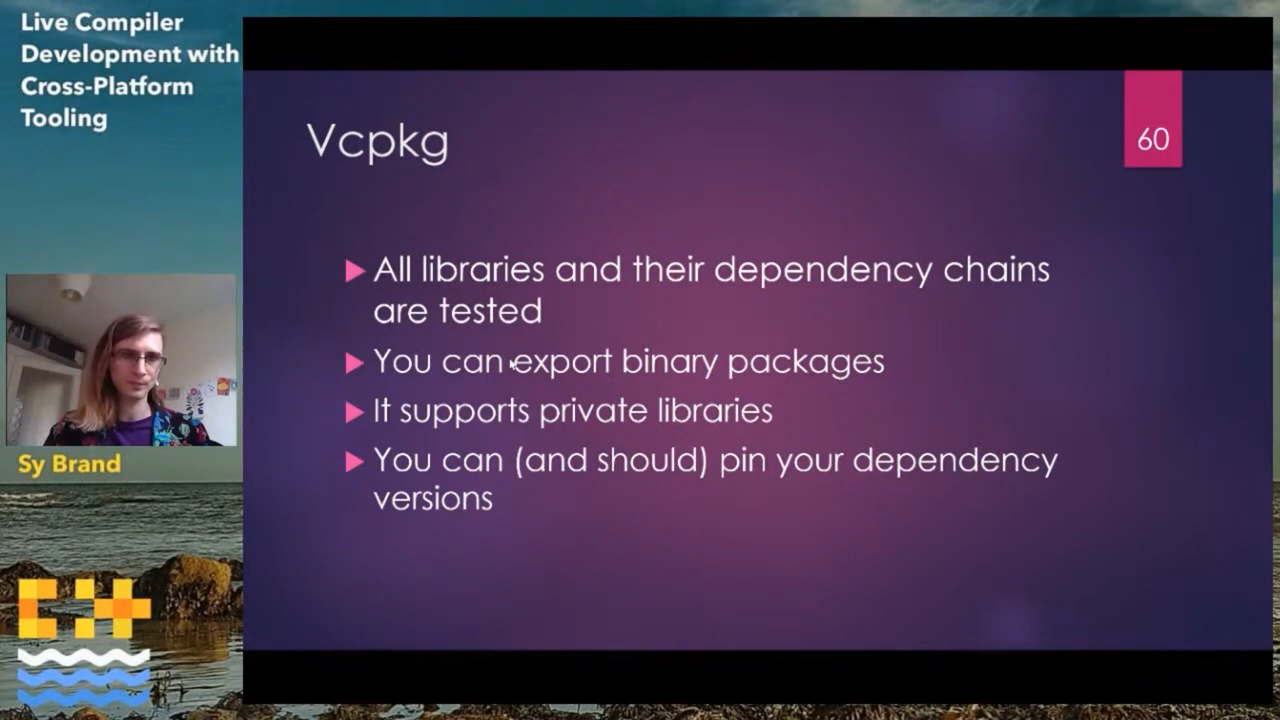 Live Compiler
Development with
Cross-Platform
Tooling
Vcpkg
60
All libraries and their dependency chains
are tested
You can export binary packages
It supports private libraries
You can (and should) pin your dependency
versions
Sy Brand